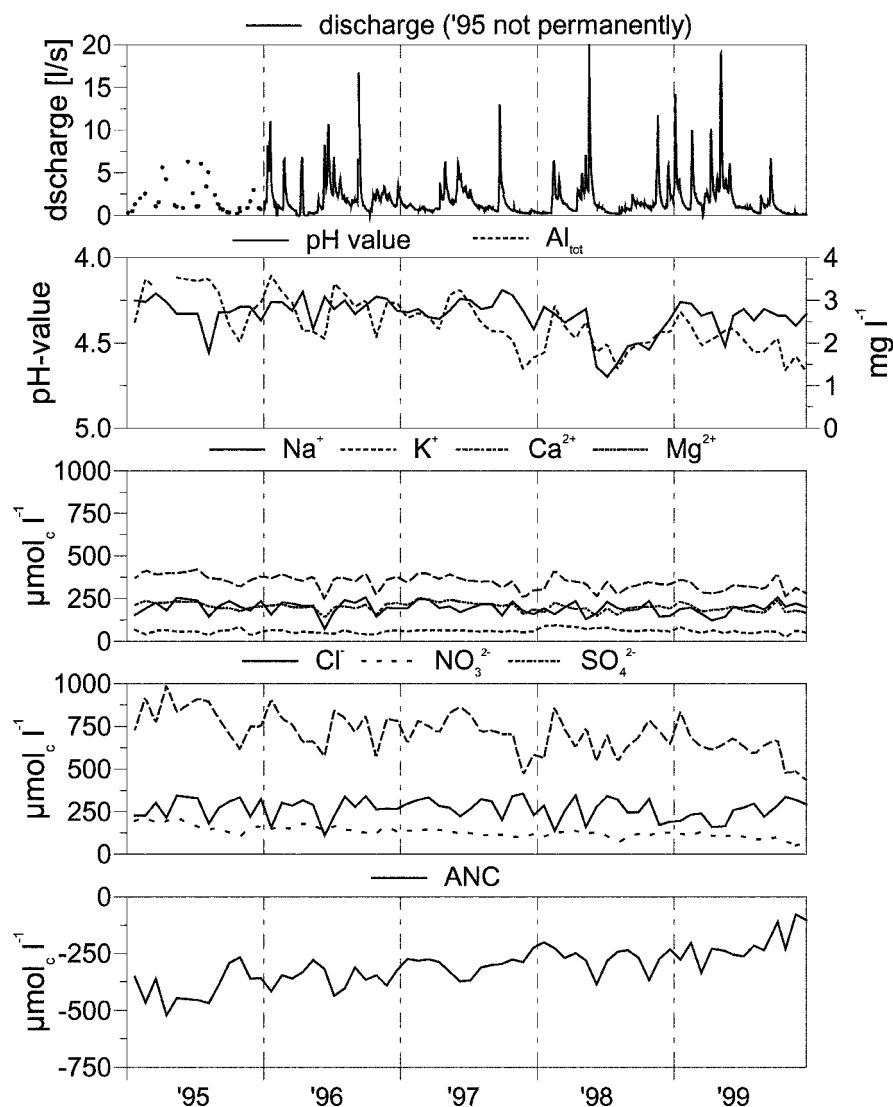 discharge ('95 not permanently)
dscharge [l/s]
20
15
10
5
0
pH value Al_tot
pH-value
4.0
4.5
5.0
4
3
2
1
0
mg l⁻¹
Na⁺ K⁺ Ca²⁺ Mg²⁺
µmol_c l⁻¹
1000
750
500
250
0
Cl⁻ NO₃²⁻ SO₄²⁻
µmol_c l⁻¹
1000
750
500
250
0
ANC
µmol_c l⁻¹
0
-250
-500
-750
'95 '96 '97 '98 '99